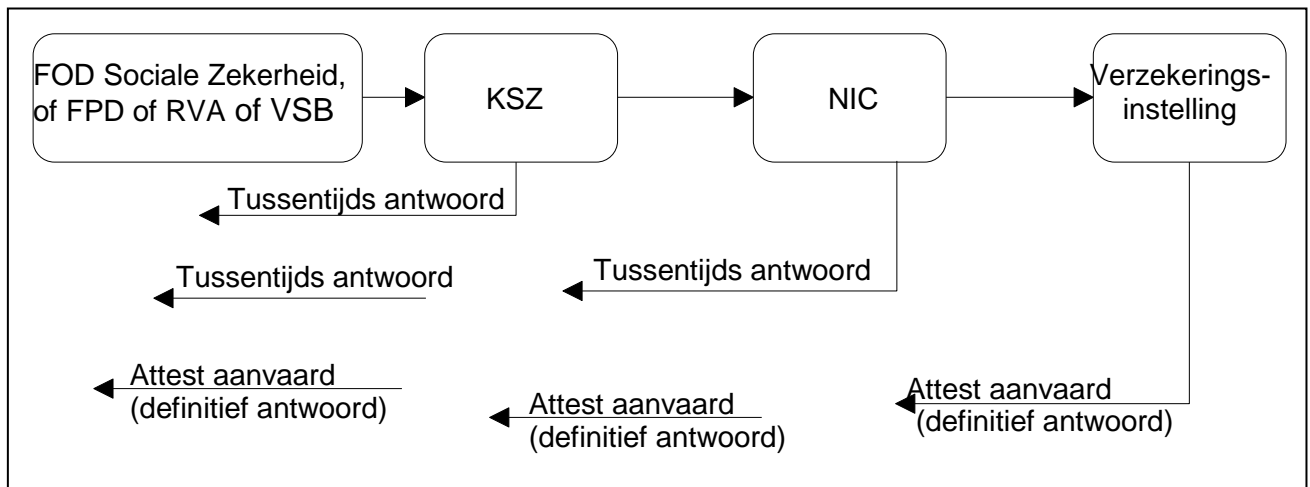 FOD Sociale Zekerheid,
of FPD of RVA of VSB
KSZ
NIC
Verzekerings-
instelling
Tussentijds antwoord
Tussentijds antwoord
Tussentijds antwoord
Attest aanvaard
(definitief antwoord)
Attest aanvaard
(definitief antwoord)
Attest aanvaard
(definitief antwoord)